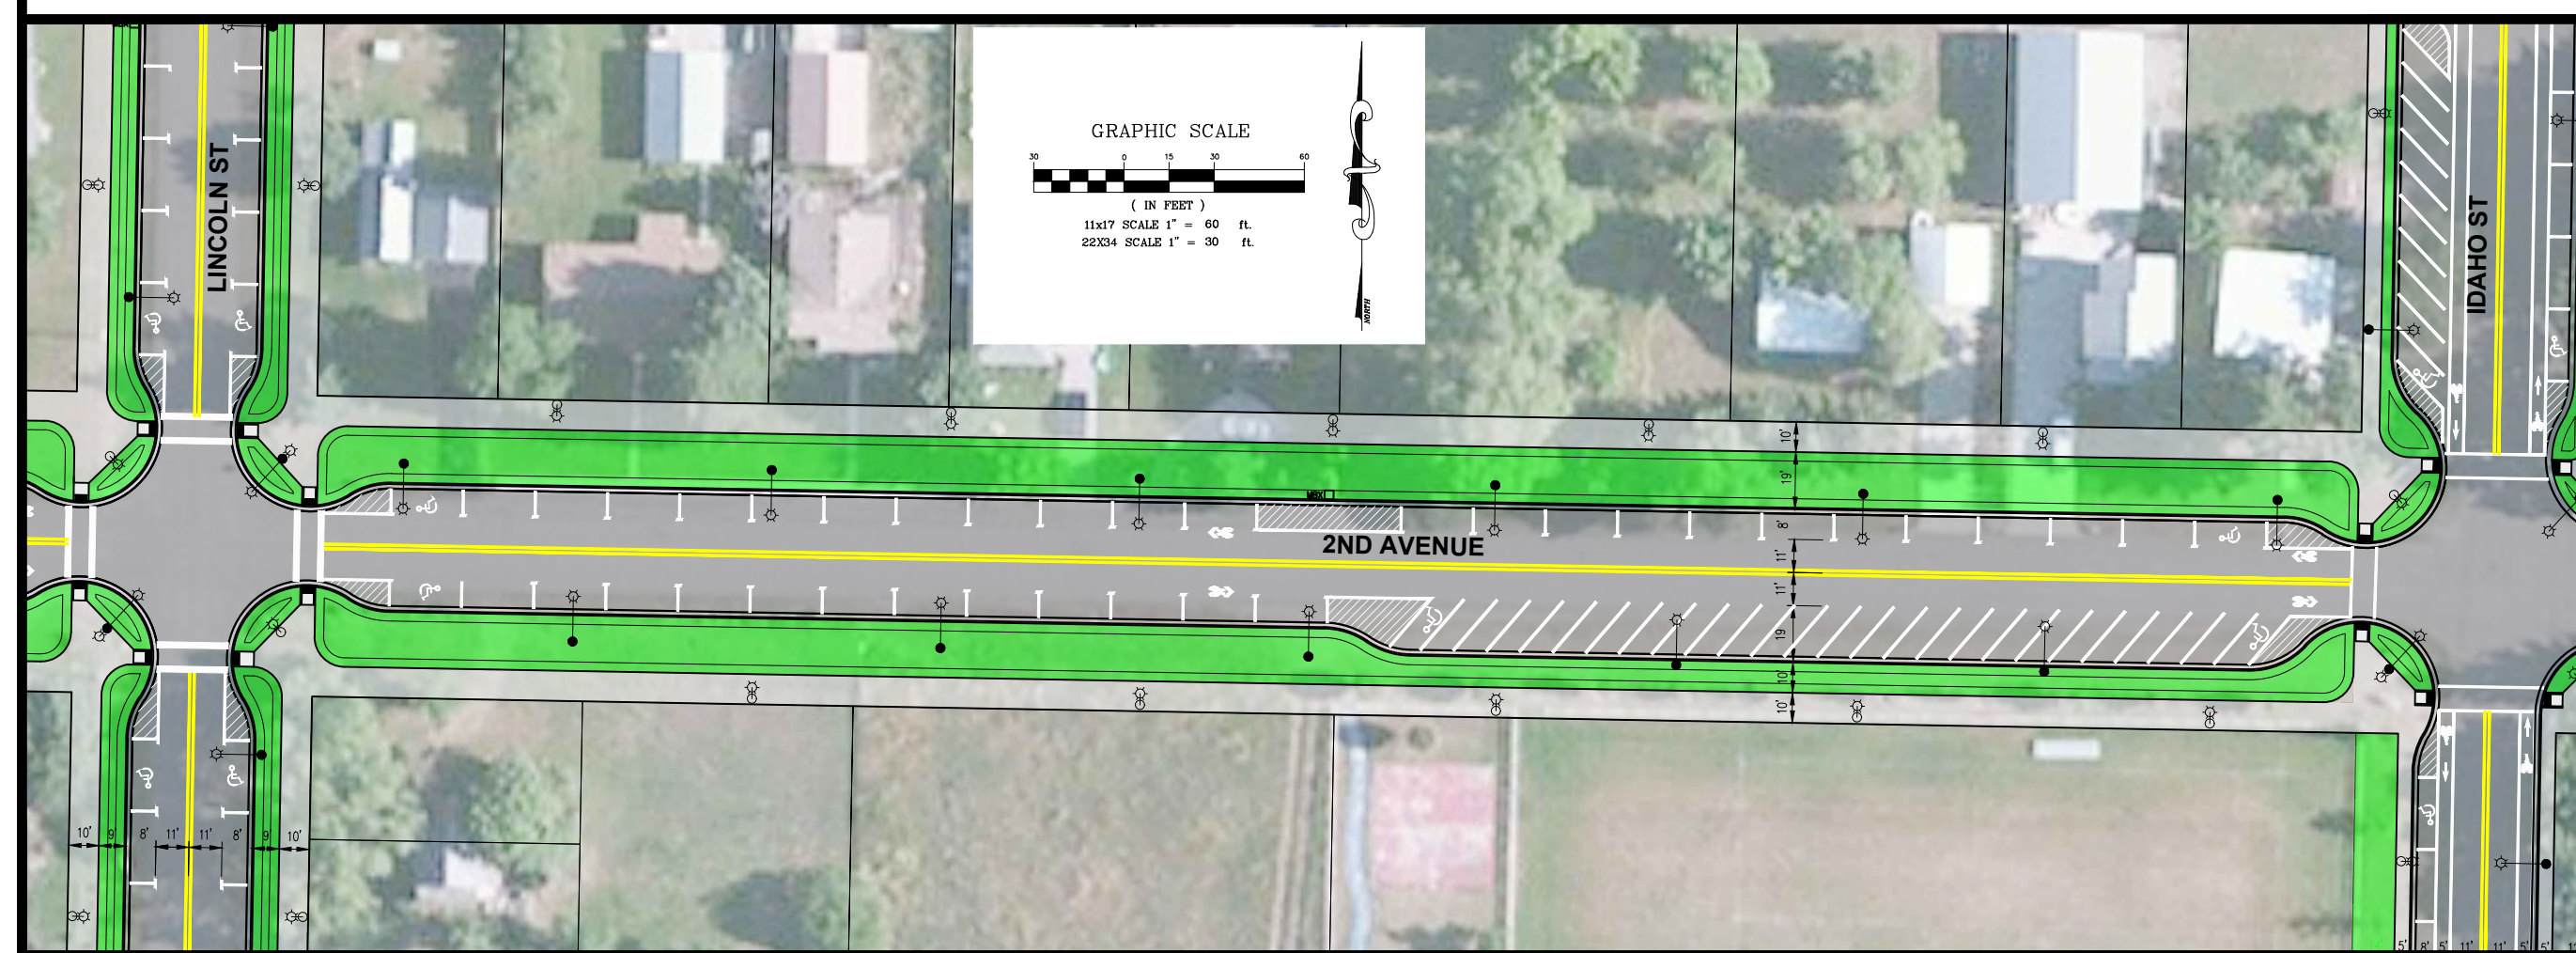 GRAPHIC SCALE
30 0 15 30 60
( IN FEET )
11x17 SCALE 1" = 60 ft.
22X34 SCALE 1" = 30 ft.
NORTH
LINCOLN ST
IDAHO ST
10'
19'
8'
2ND AVENUE
11'
11'
19
10'
10'
10' 9' 8' 11' 11' 8' 9' 10'
5' 8' 5' 11' 11' 5' 5'